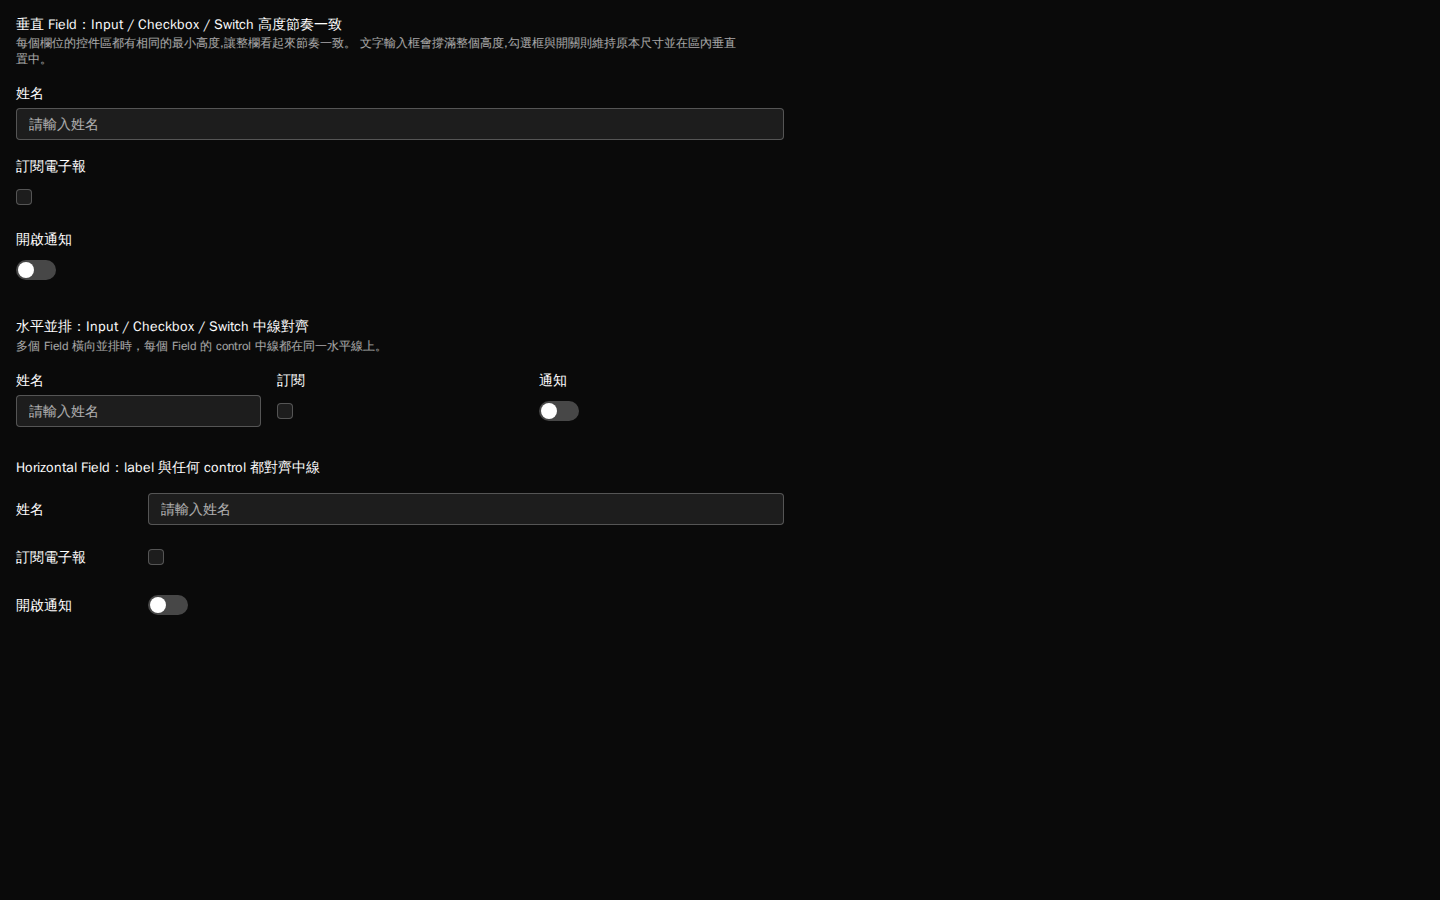 垂直 Field：Input / Checkbox / Switch 高度節奏一致
每個欄位的控件區都有相同的最小高度,讓整欄看起來節奏一致。 文字輸入框會撐滿整個高度,勾選框與開關則維持原本尺寸並在區內垂直
置中。
姓名
請輸入姓名
訂閱電子報
開啟通知
水平並排：Input / Checkbox / Switch 中線對齊
多個 Field 橫向並排時，每個 Field 的 control 中線都在同一水平線上。
姓名 訂閱 通知
請輸入姓名
Horizontal Field：label 與任何 control 都對齊中線
姓名 請輸入姓名
訂閱電子報
開啟通知